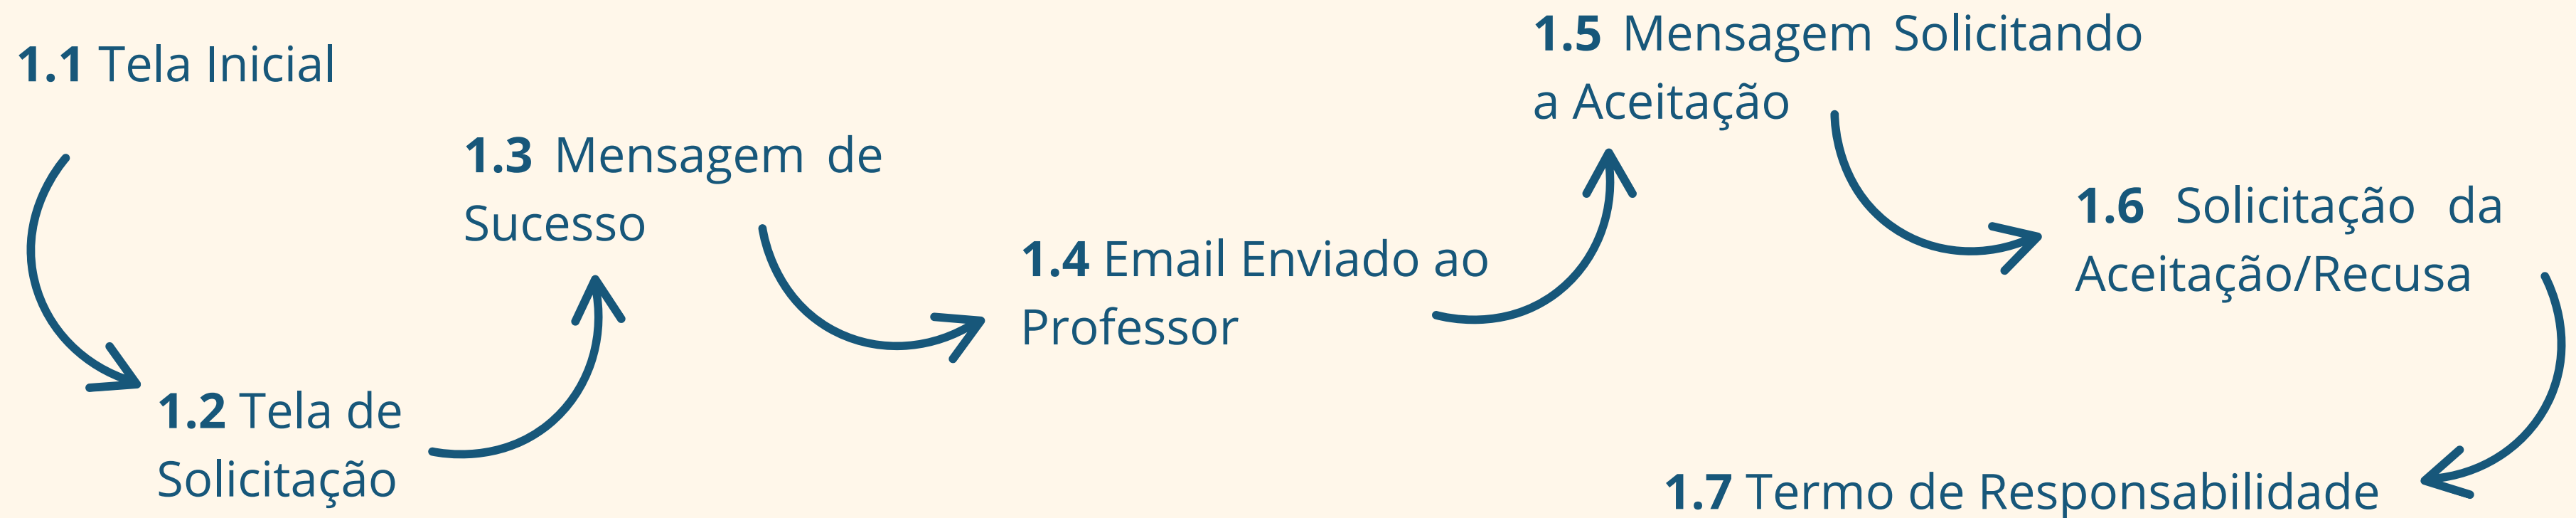 1.1 Tela Inicial
1.2 Tela de
Solicitação
1.3 Mensagem de
Sucesso
1.4 Email Enviado ao
Professor
1.5 Mensagem Solicitando
a Aceitação
1.6 Solicitação da
Aceitação/Recusa
1.7 Termo de Responsabilidade